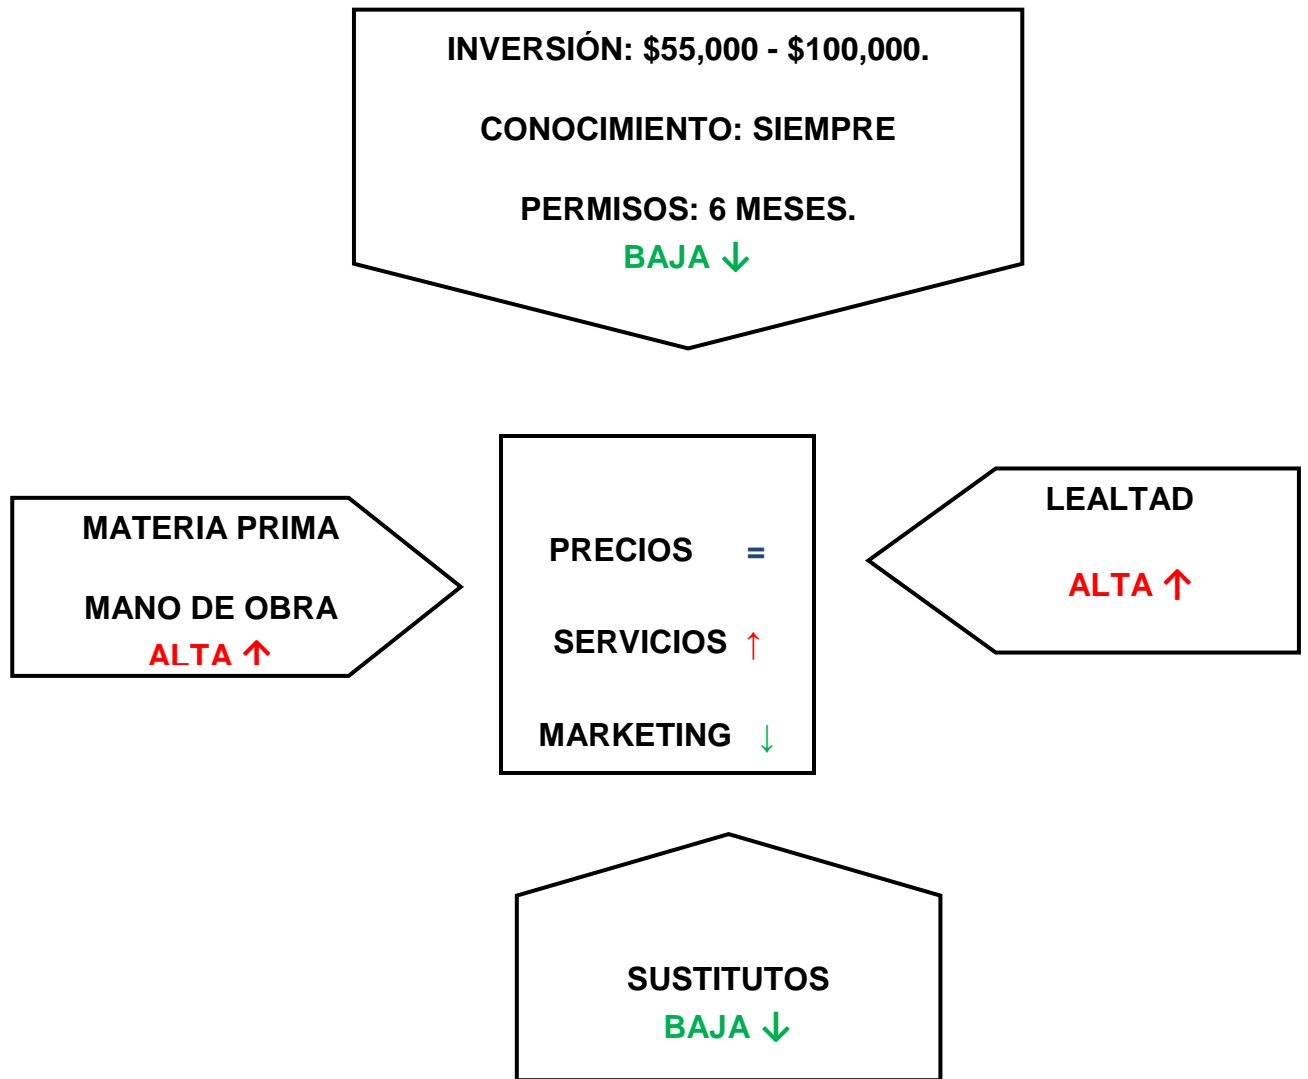 INVERSIÓN: $55,000 - $100,000.
CONOCIMIENTO: SIEMPRE
PERMISOS: 6 MESES.
BAJA ↓
MATERIA PRIMA
MANO DE OBRA
ALTA ↑
PRECIOS =
SERVICIOS ↑
MARKETING ↓
LEALTAD
ALTA ↑
SUSTITUTOS
BAJA ↓